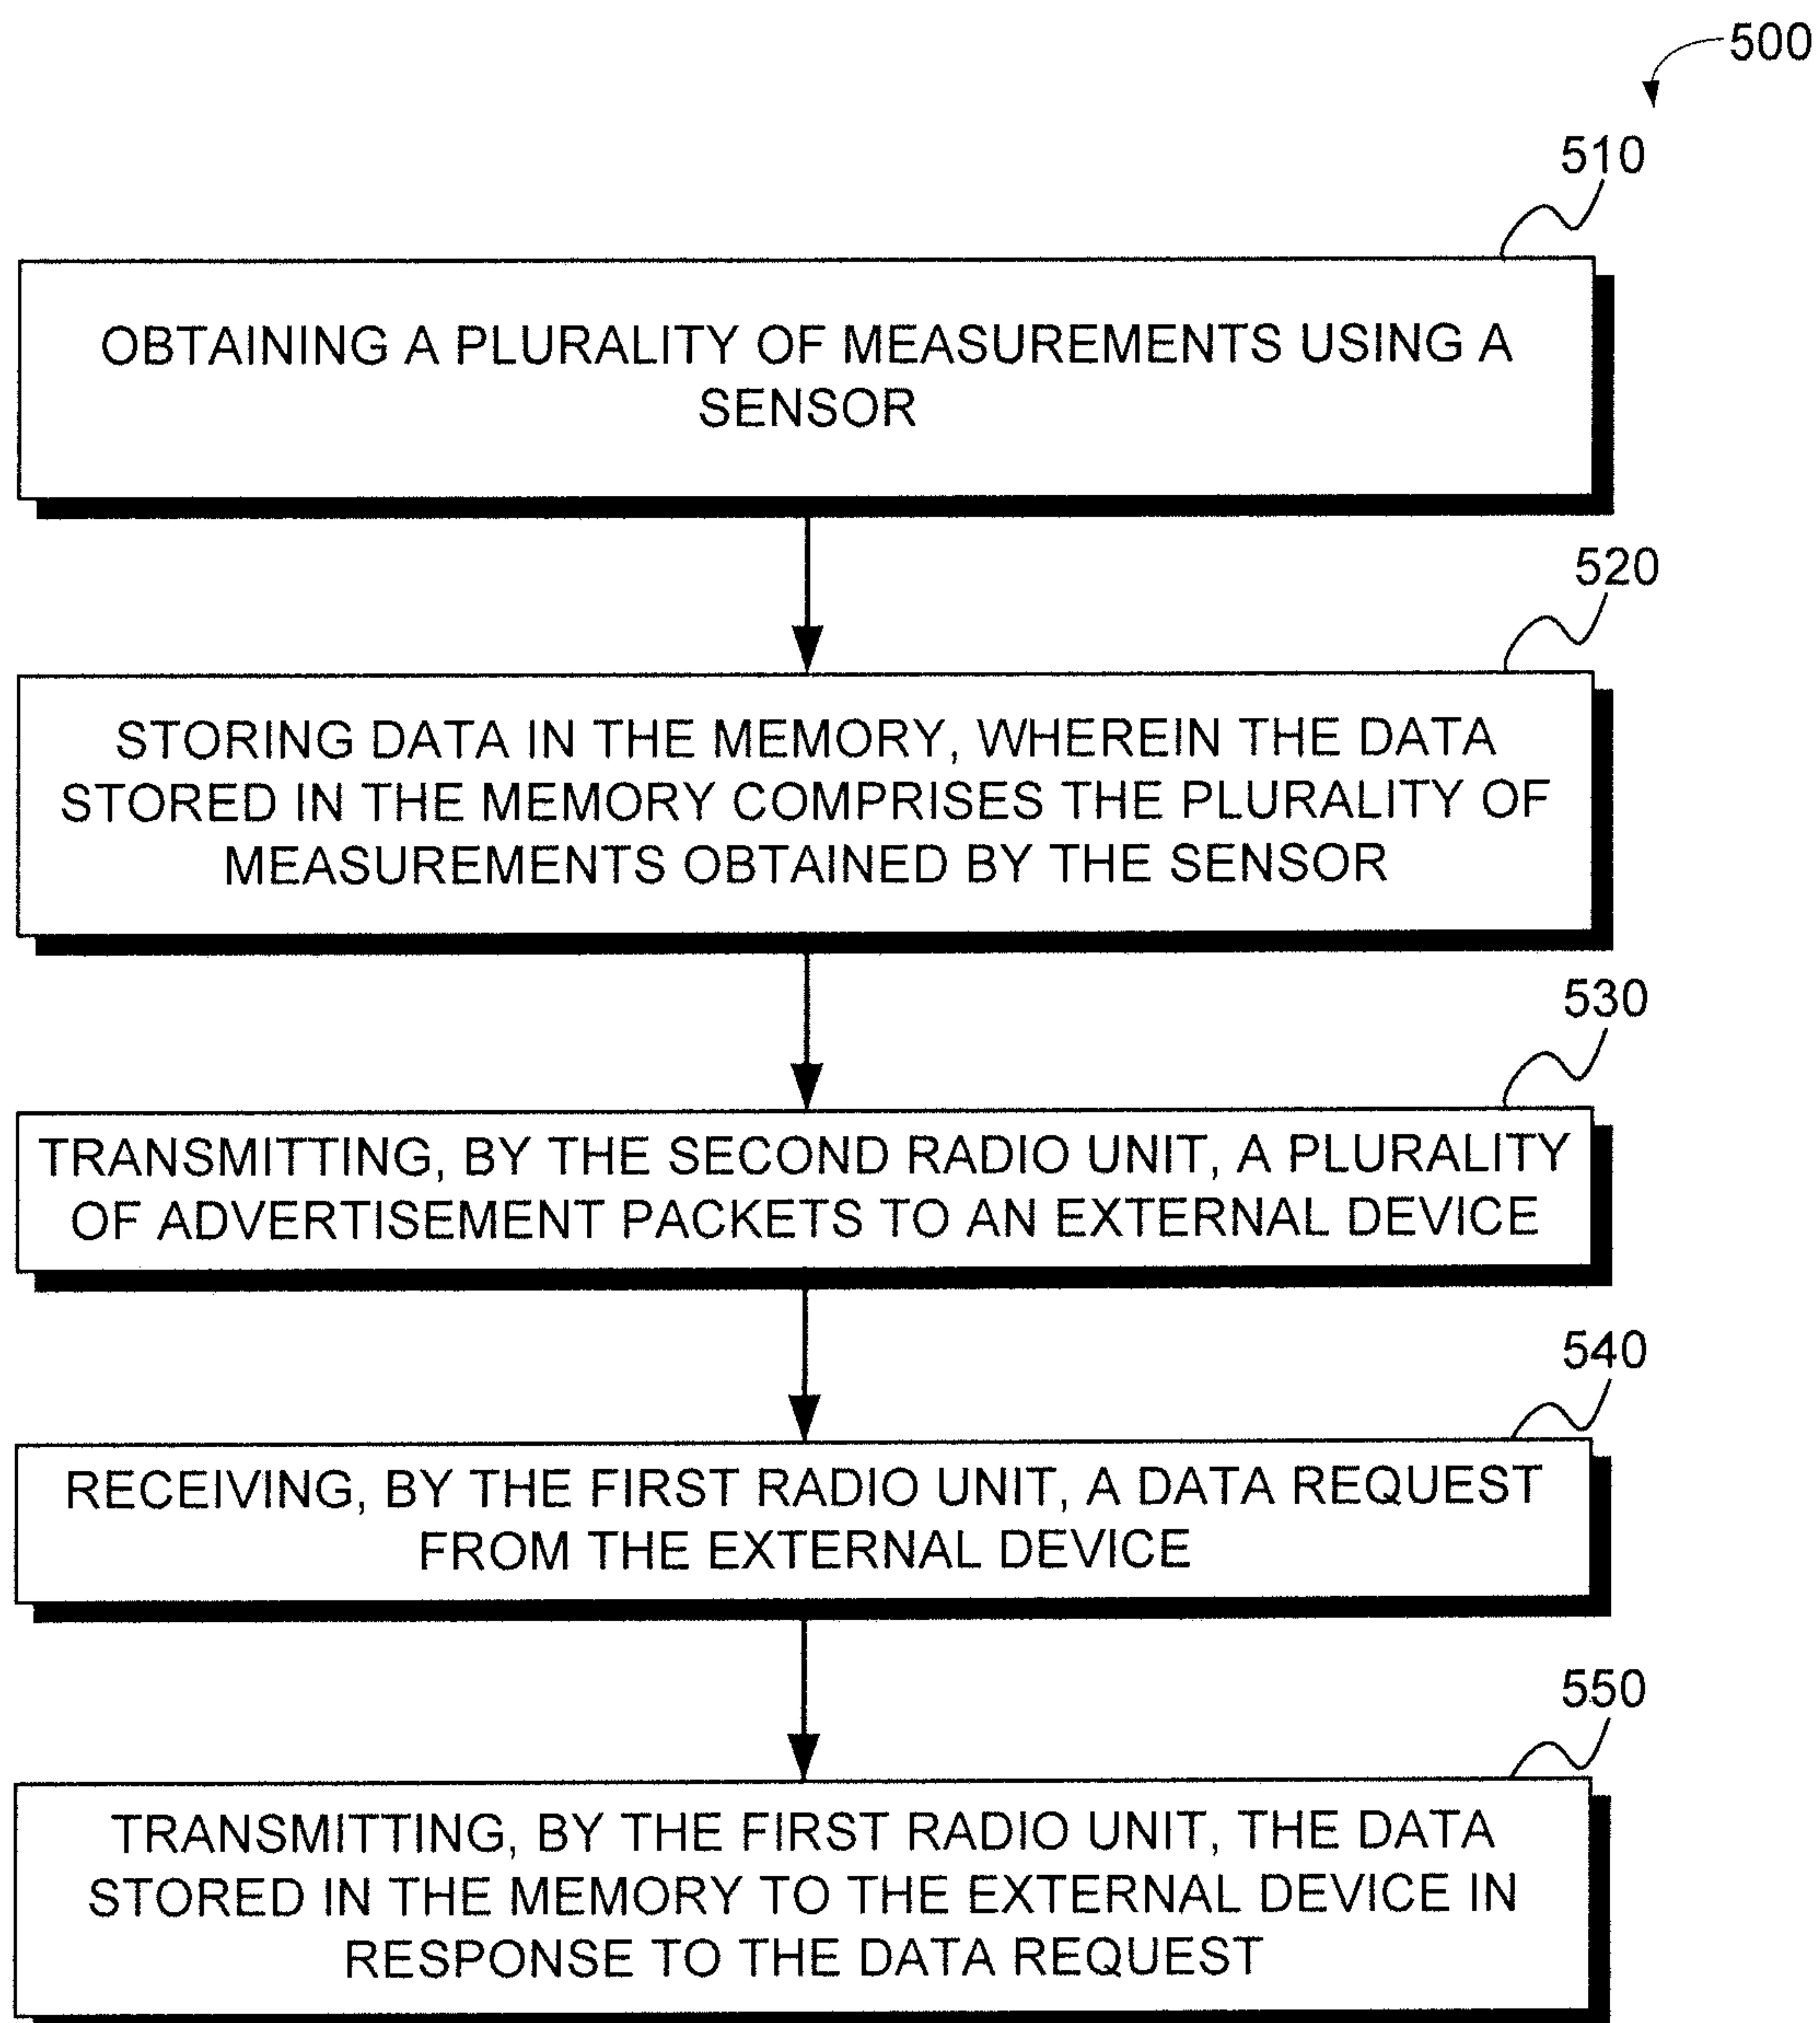 500
510
OBTAINING A PLURALITY OF MEASUREMENTS USING A
SENSOR
520
STORING DATA IN THE MEMORY, WHEREIN THE DATA
STORED IN THE MEMORY COMPRISES THE PLURALITY OF
MEASUREMENTS OBTAINED BY THE SENSOR
530
TRANSMITTING, BY THE SECOND RADIO UNIT, A PLURALITY
OF ADVERTISEMENT PACKETS TO AN EXTERNAL DEVICE
540
RECEIVING, BY THE FIRST RADIO UNIT, A DATA REQUEST
FROM THE EXTERNAL DEVICE
550
TRANSMITTING, BY THE FIRST RADIO UNIT, THE DATA
STORED IN THE MEMORY TO THE EXTERNAL DEVICE IN
RESPONSE TO THE DATA REQUEST